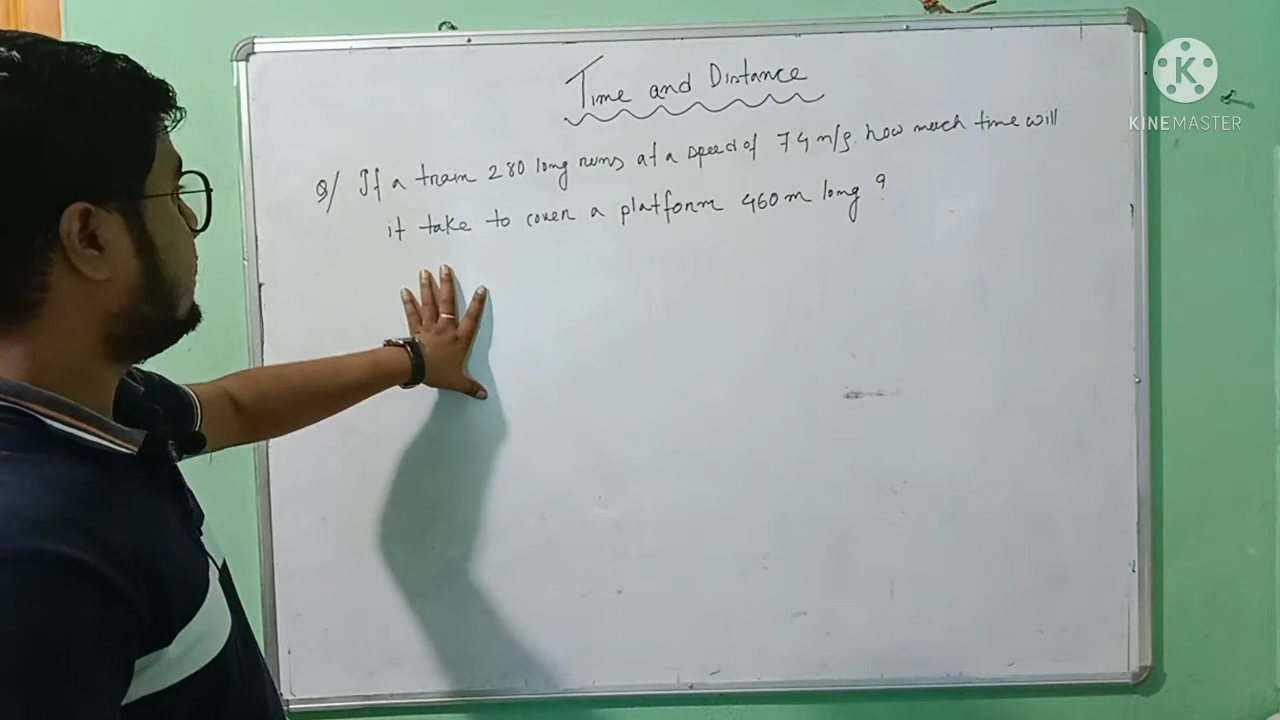 Time and Distance
Q/ If a train 280 long runs at a speed of 74 m/s. how much time will
it take to cover a platform 460 m long ?
K
KINEMASTER